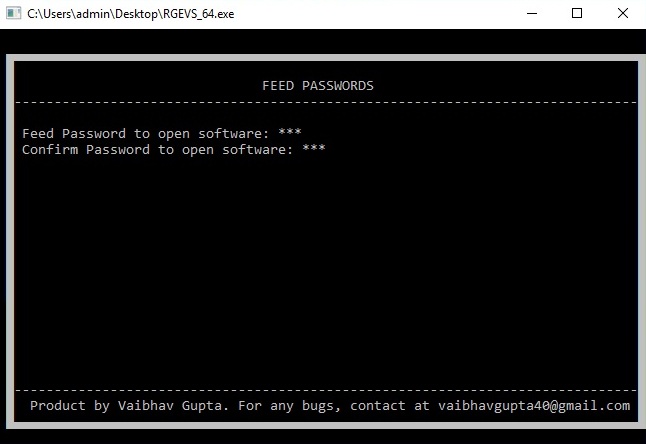 C:\Users\admin\Desktop\RGEVS_64.exe
FEED PASSWORDS
--------------------------------------------------------------------------------
Feed Password to open software: ***
Confirm Password to open software: ***
--------------------------------------------------------------------------------
Product by Vaibhav Gupta. For any bugs, contact at vaibhavgupta40@gmail.com